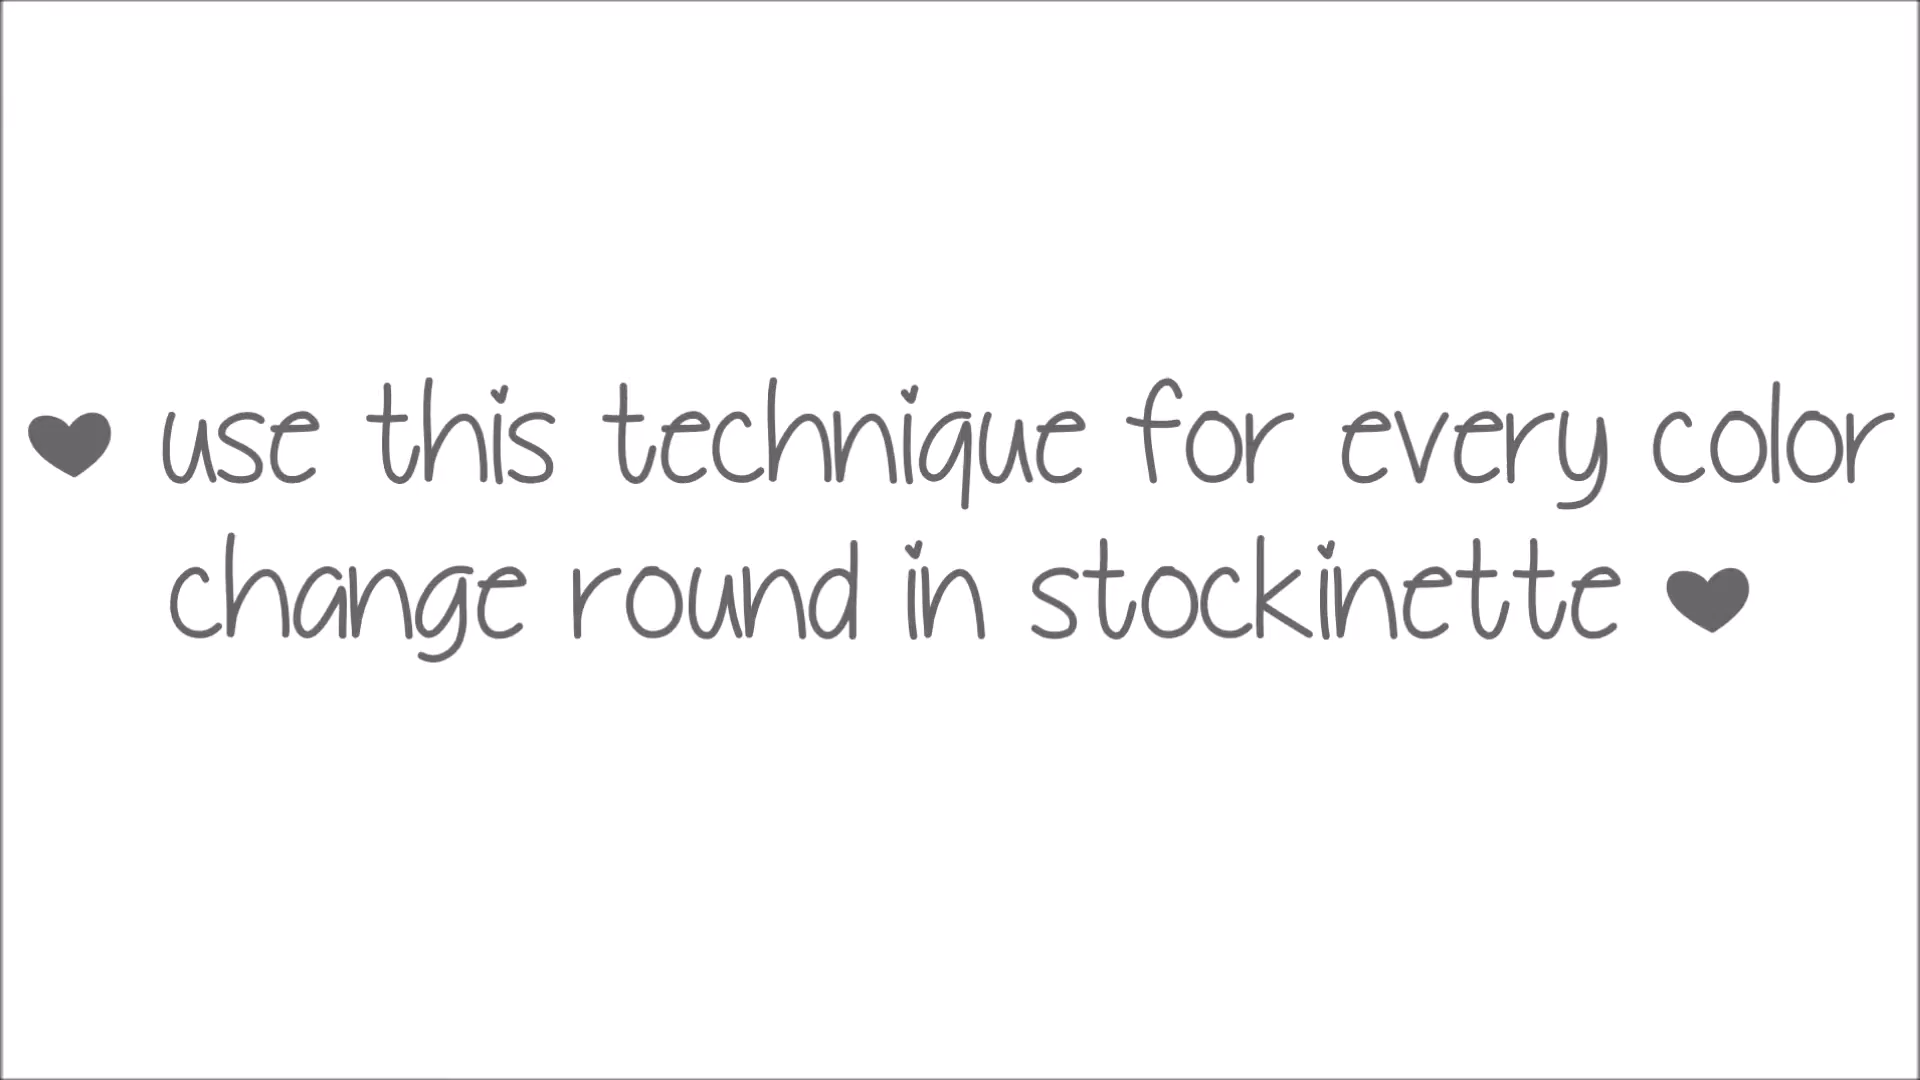 ♥ use this technique for every color
change round in stockinette ♥